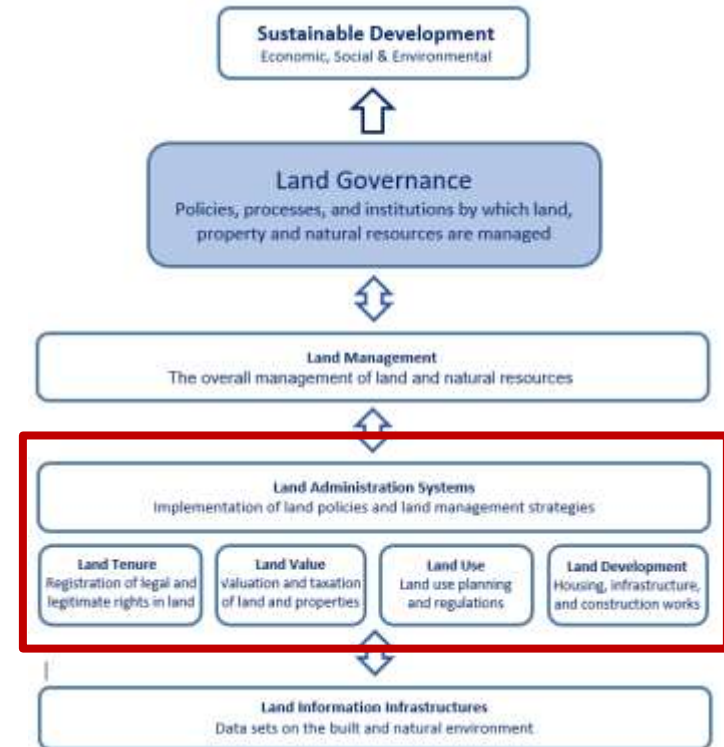 Sustainable Development
Economic, Social & Environmental
Land Governance
Policies, processes, and institutions by which land,
property and natural resources are managed
Land Management
The overall management of land and natural resources
Land Administration Systems
Implementation of land policies and land management strategies
Land Tenure
Registration of legal and
legitimate rights in land
Land Value
Valuation and taxation
of land and properties
Land Use
Land use planning
and regulations
Land Development
Housing, infrastructure,
and construction works
Land Information Infrastructures
Data sets on the built and natural environment